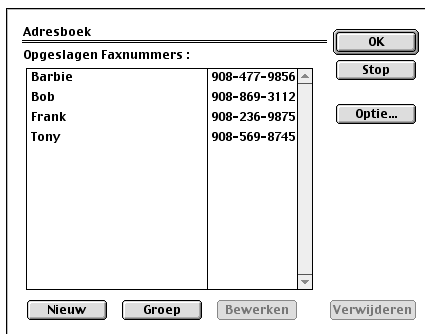 Adresboek
OK
Opgeslagen Faxnummers :
Stop
Barbie 908-477-9856
Bob 908-869-3112
Frank 908-236-9875
Optie...
Tony 908-569-8745
Nieuw Groep Bewerken Verwijderen